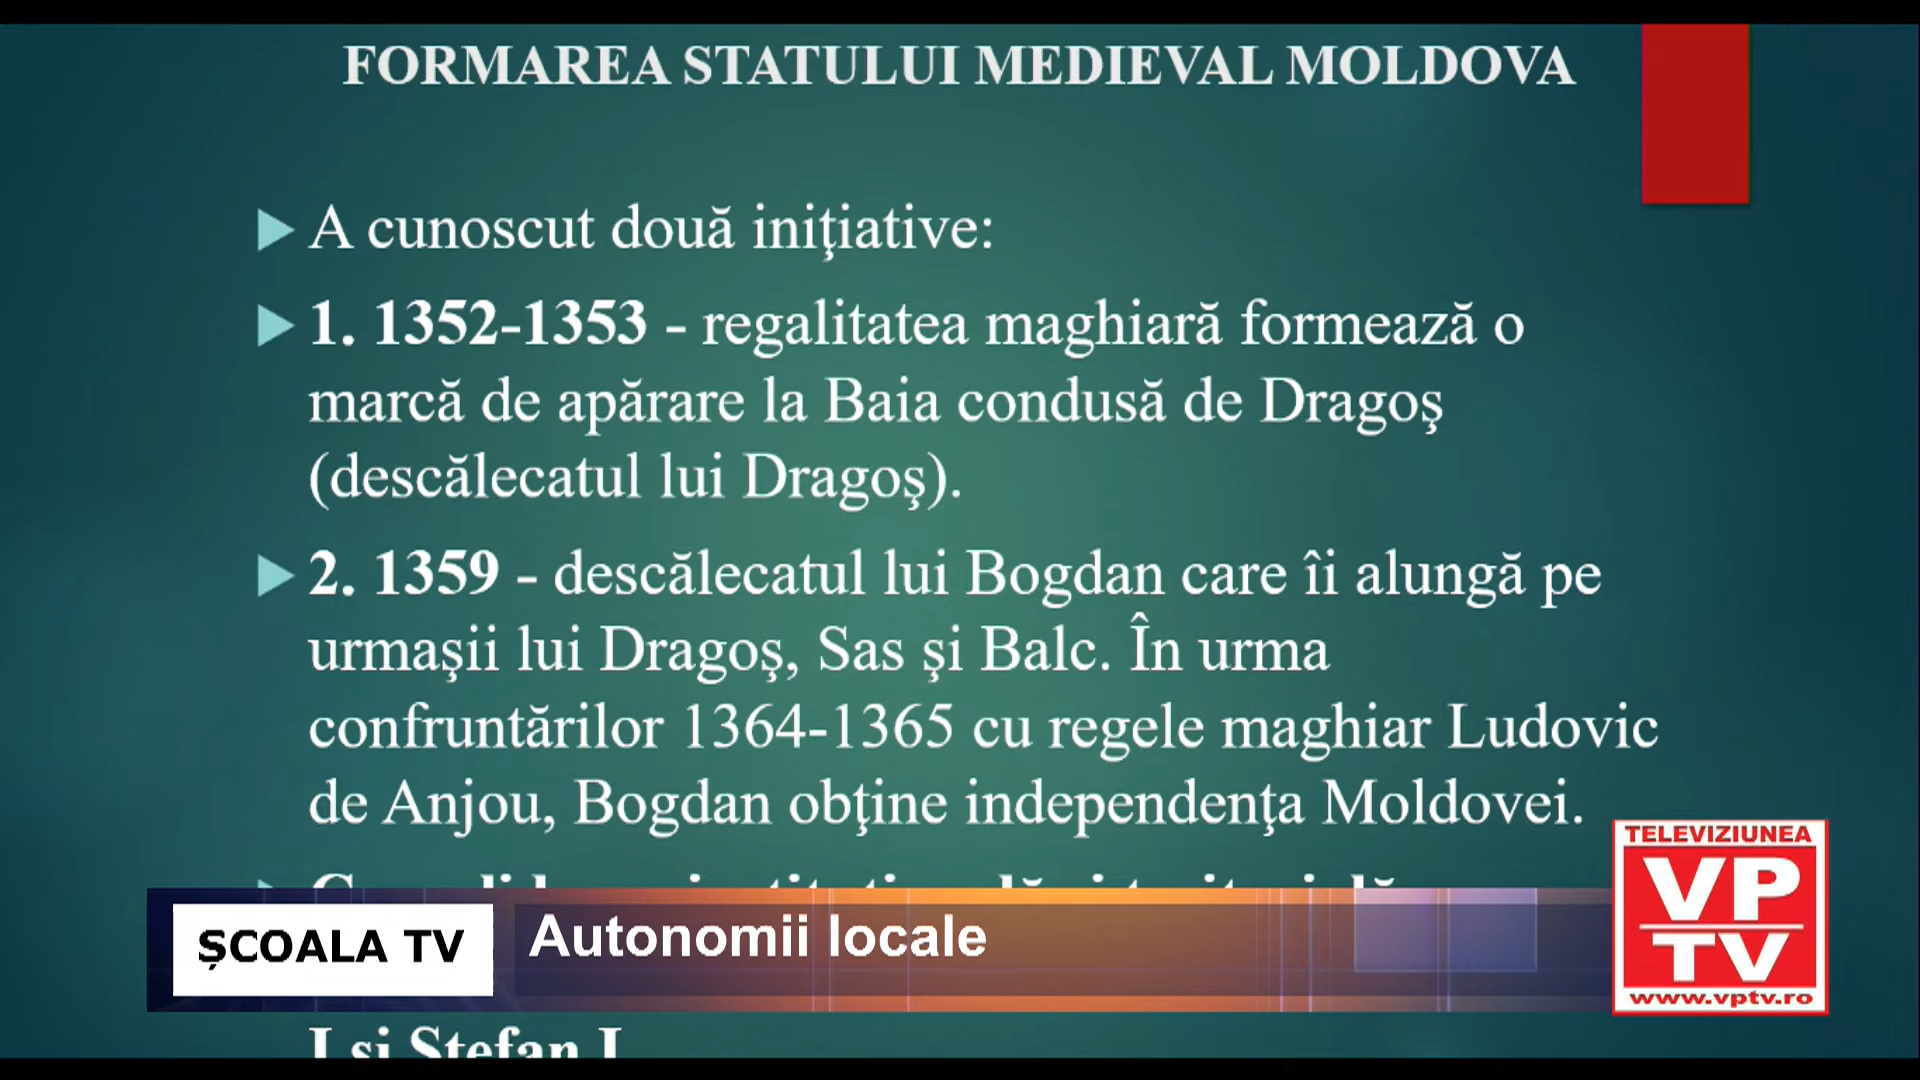 FORMAREA STATULUI MEDIEVAL MOLDOVA
A cunoscut două iniţiative:
1. 1352-1353 - regalitatea maghiară formează o
marcă de apărare la Baia condusă de Dragoş
(descălecatul lui Dragoş).
2. 1359 - descălecatul lui Bogdan care îi alungă pe
urmaşii lui Dragoş, Sas şi Balc. În urma
confruntărilor 1364-1365 cu regele maghiar Ludovic
de Anjou, Bogdan obţine independenţa Moldovei.
ȘCOALA TV
Autonomii locale
I şi Ştefan I
TELEVIZIUNEA
VP
TV
www.vptv.ro